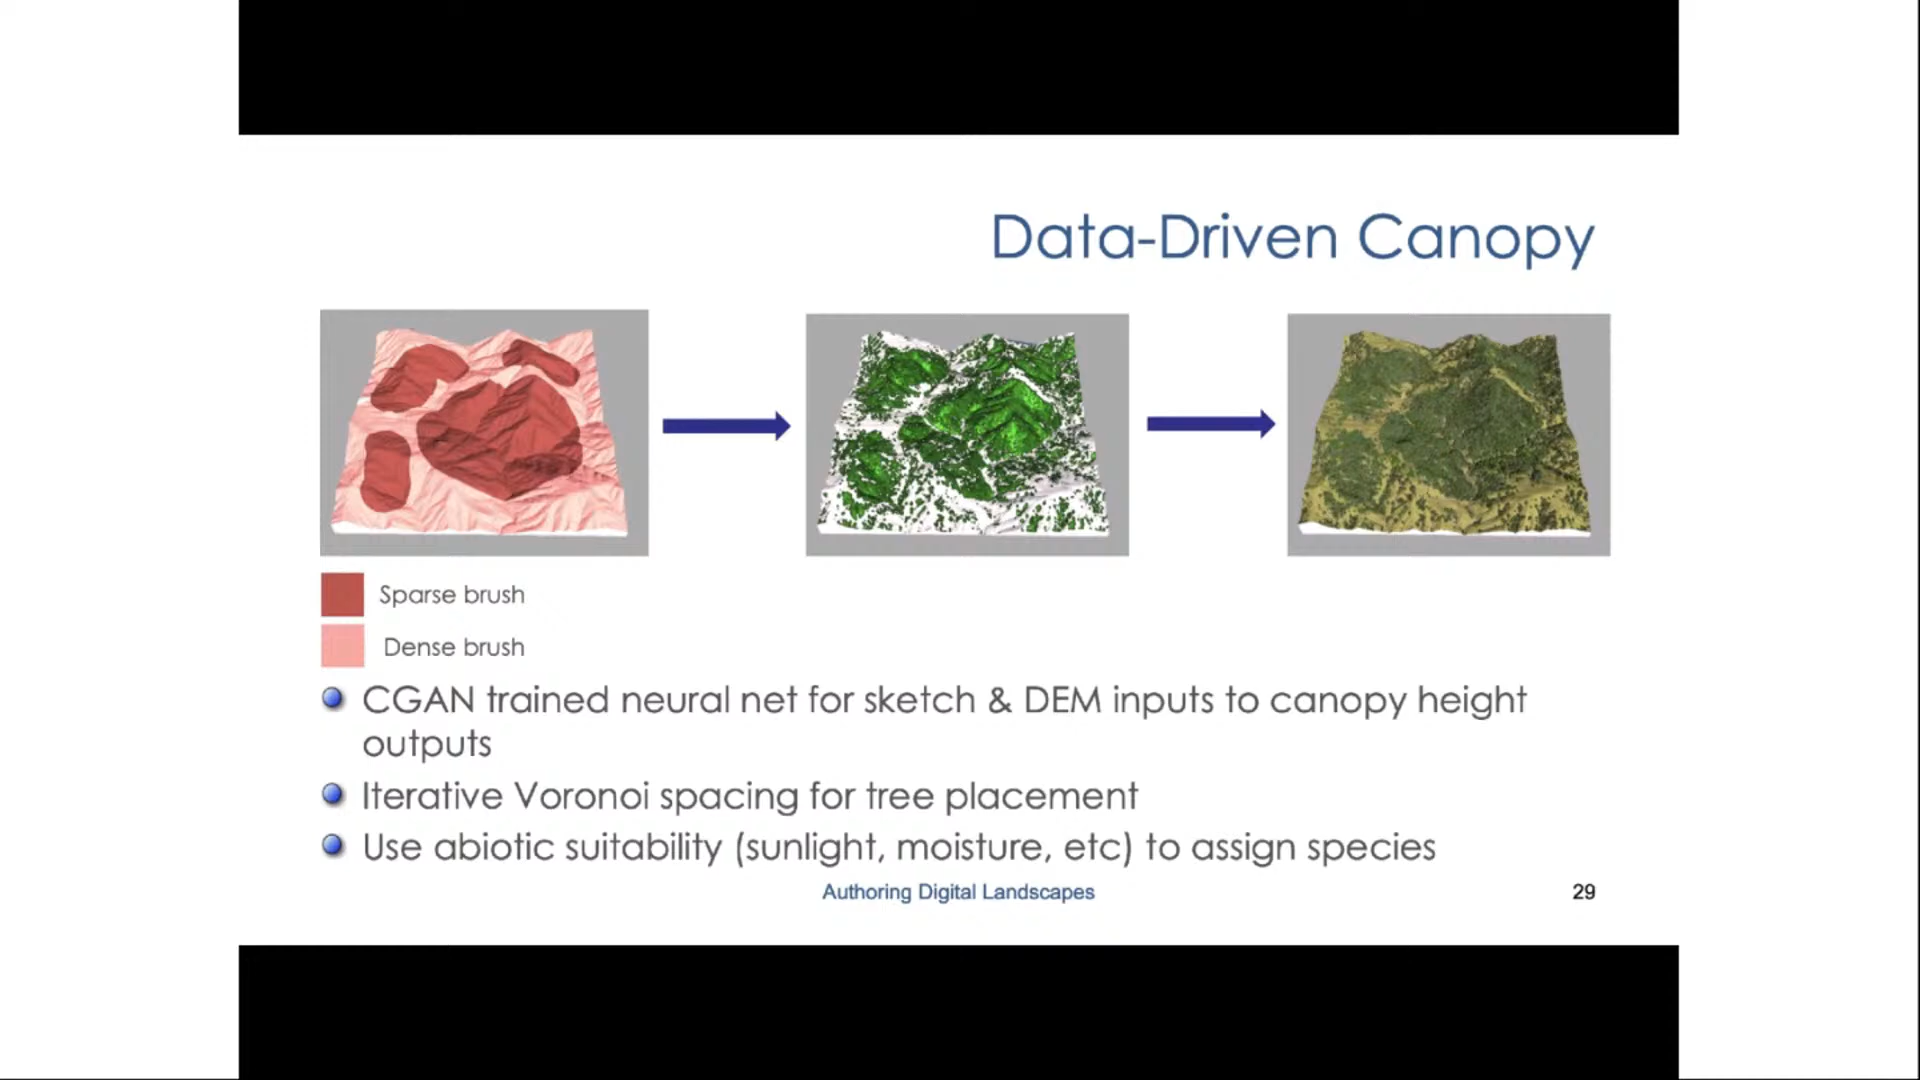 Data-Driven Canopy
Sparse brush
Dense brush
CGAN trained neural net for sketch & DEM inputs to canopy height
outputs
Iterative Voronoi spacing for tree placement
Use abiotic suitability (sunlight, moisture, etc) to assign species
Authoring Digital Landscapes
29